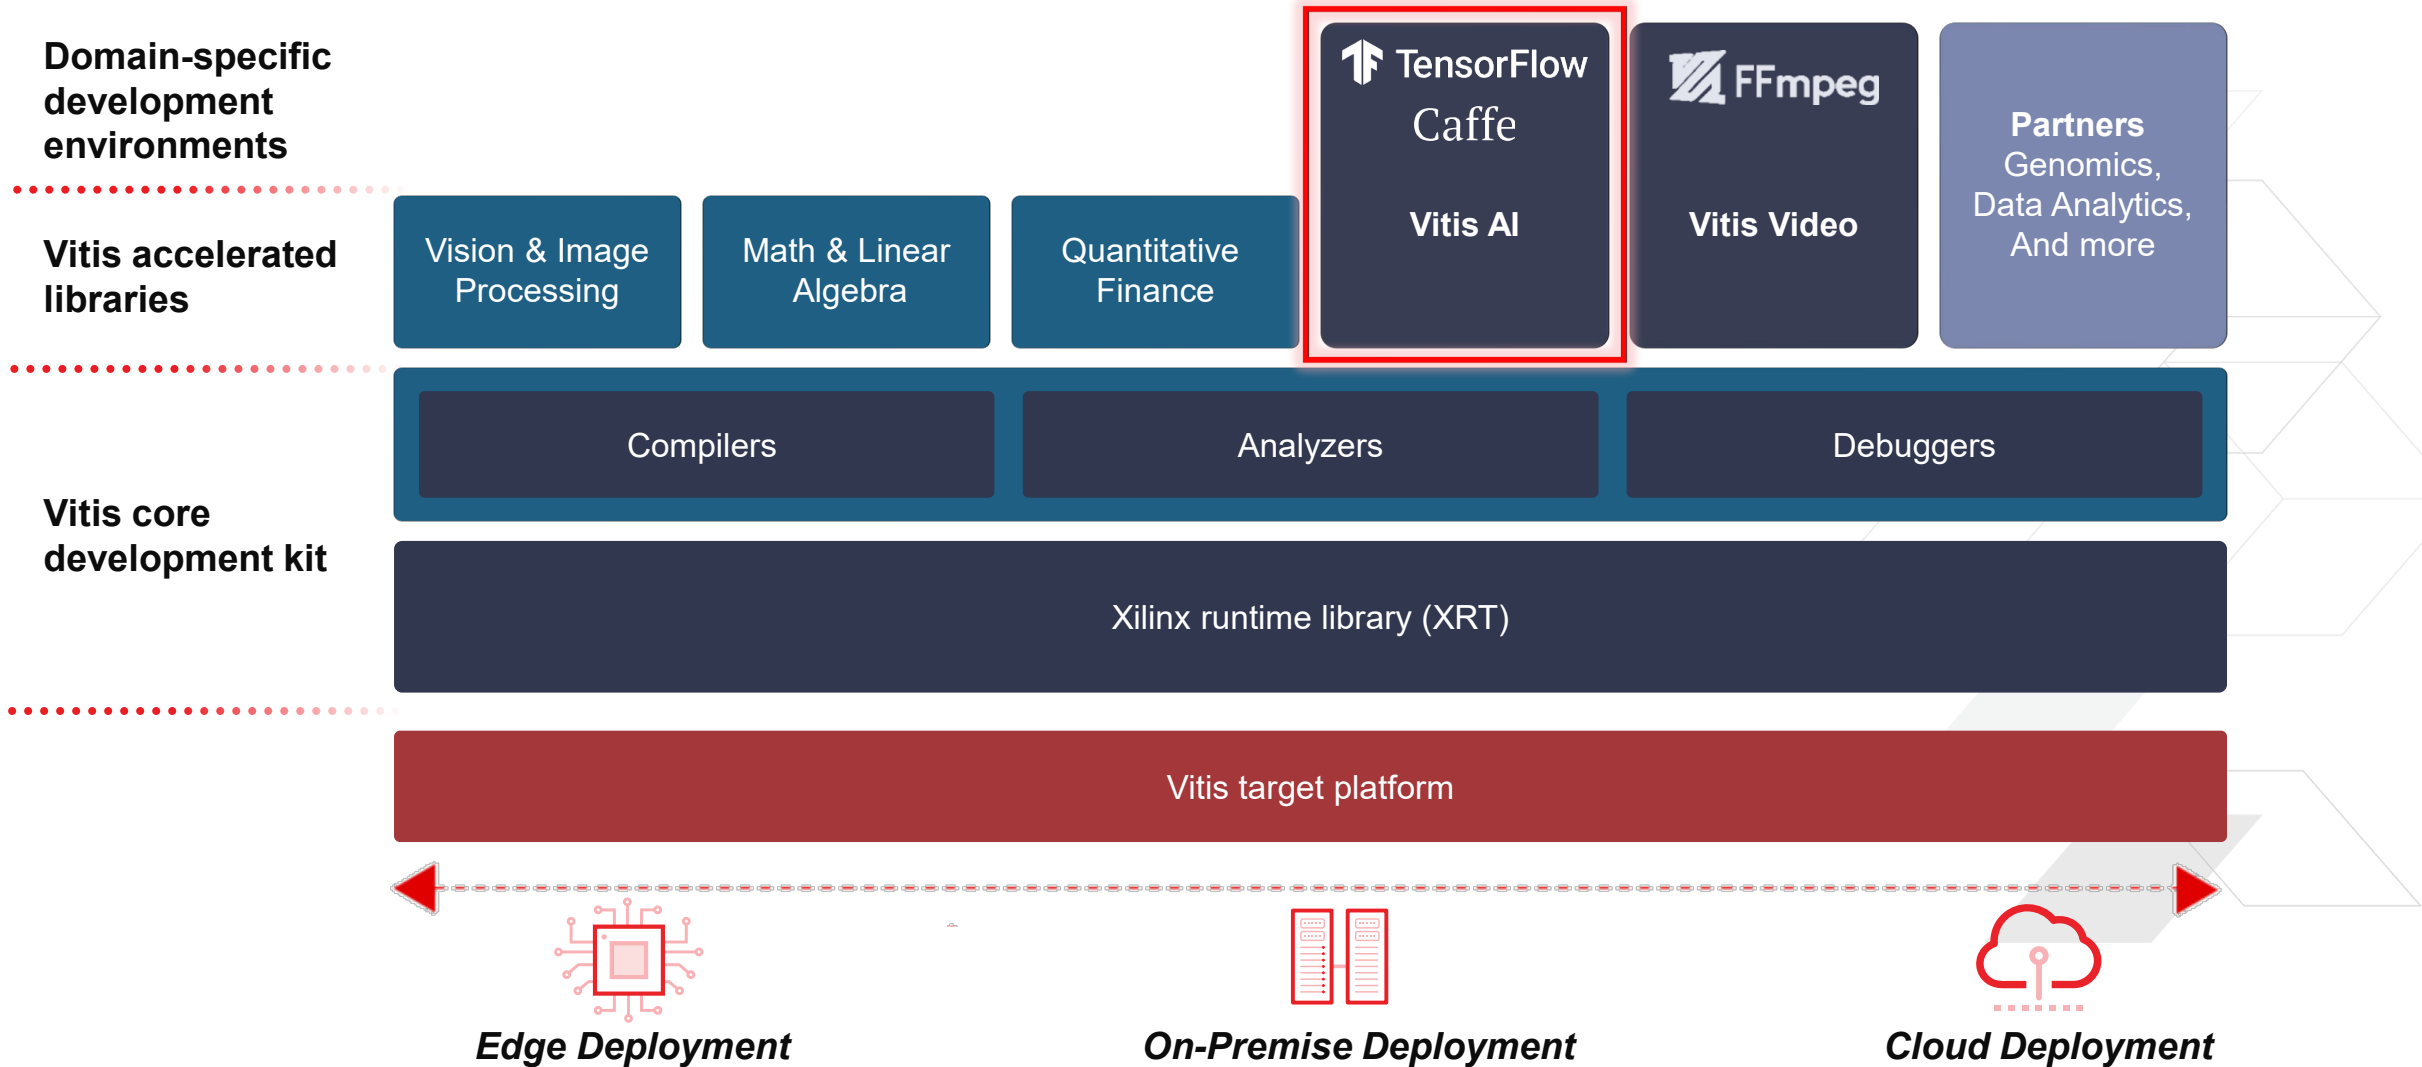 Domain-specific
development
environments
TensorFlow
Caffe
Vitis AI
FFmpeg
Vitis Video
Partners
Genomics,
Data Analytics,
And more
Vitis accelerated
libraries
Vision & Image
Processing
Math & Linear
Algebra
Quantitative
Finance
Vitis core
development kit
Compilers
Analyzers
Debuggers
Xilinx runtime library (XRT)
Vitis target platform
Edge Deployment
On-Premise Deployment
Cloud Deployment